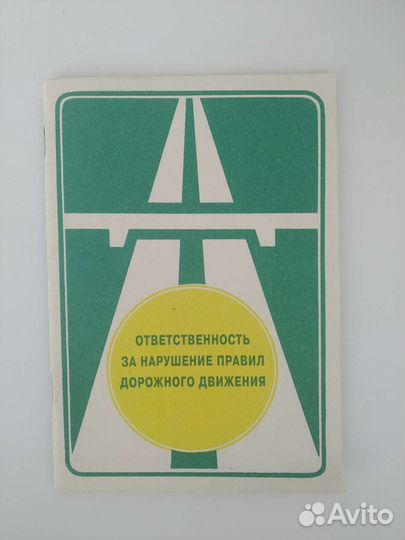 ОТВЕТСТВЕННОСТЬ
ЗА НАРУШЕНИЕ ПРАВИЛ
ДОРОЖНОГО ДВИЖЕНИЯ
Avito